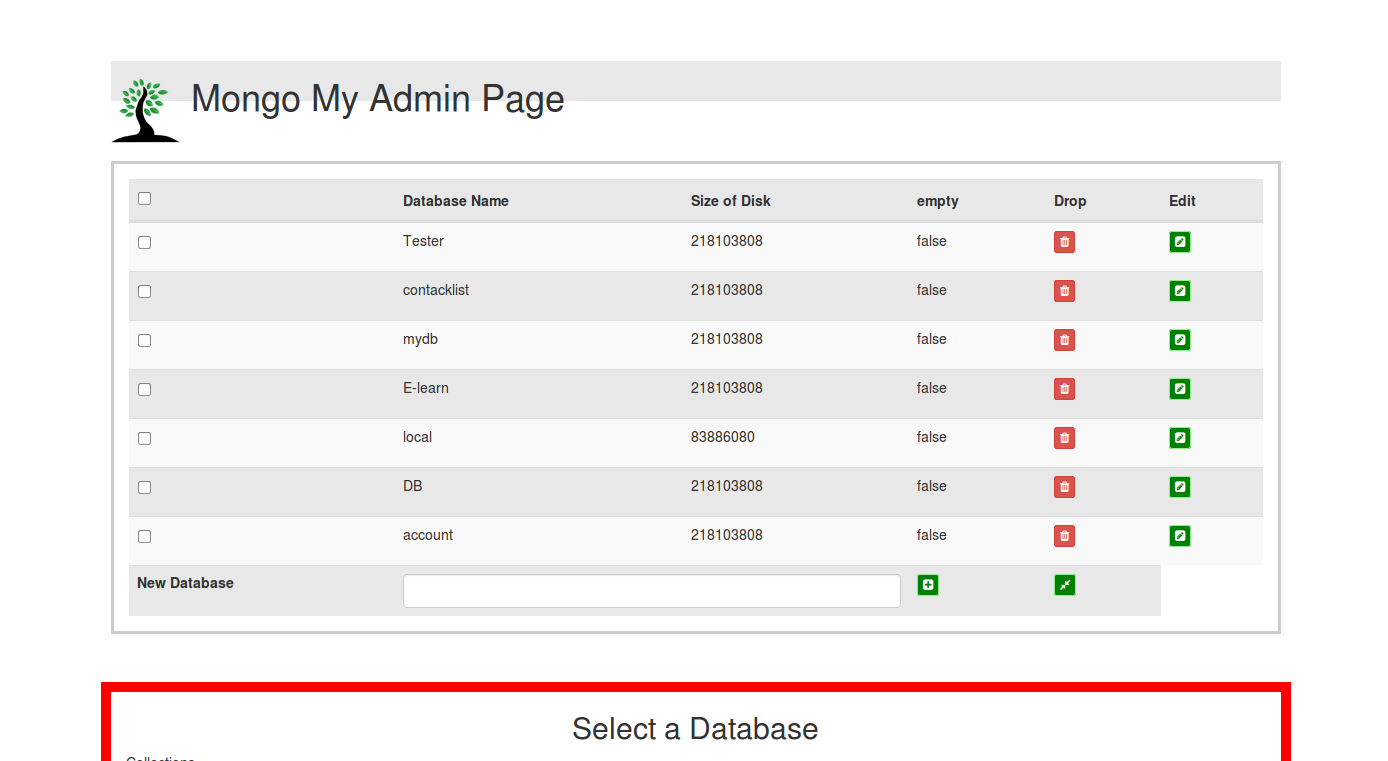 Mongo My Admin Page
Database Name Size of Disk empty Drop Edit
Tester 218103808 false
contacklist 218103808 false
mydb 218103808 false
E-learn 218103808 false
local 83886080 false
DB 218103808 false
account 218103808 false
New Database
Select a Database
Collections